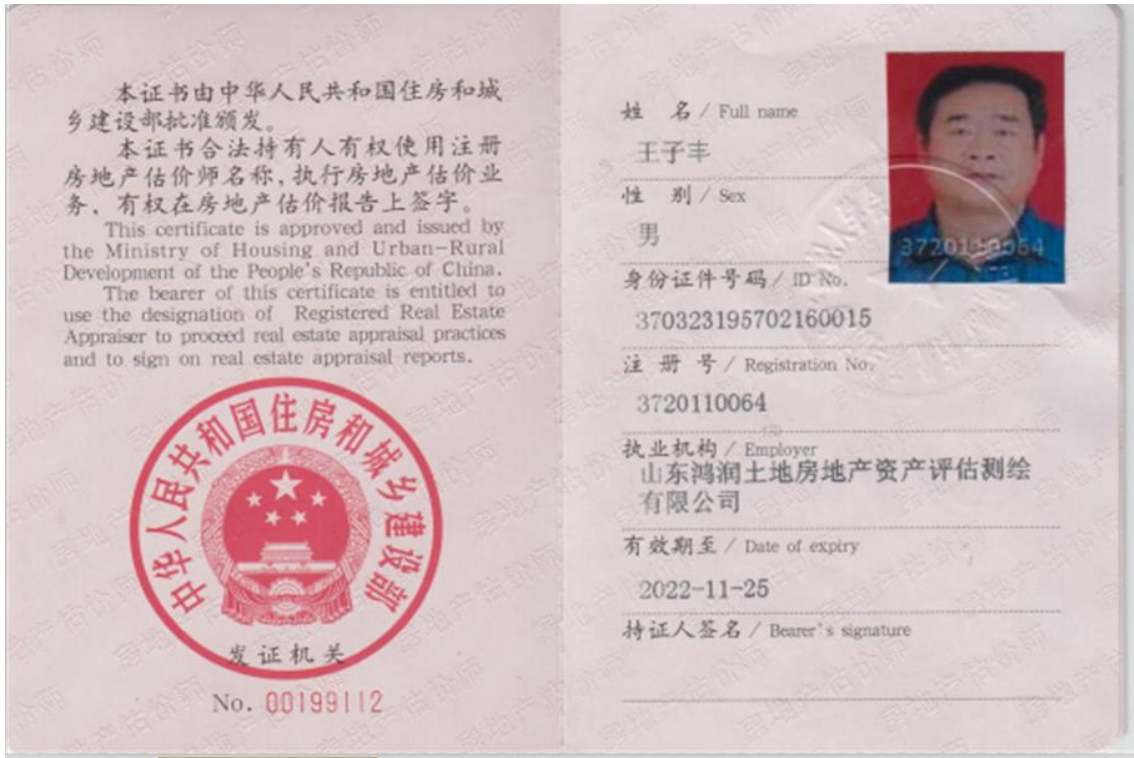 本证书由中华人民共和国住房和城
乡建设部批准颁发。
本证书合法持有人有权使用注册
房地产估价师名称,执行房地产估价业
务,有权在房地产估价报告上签字。
This certificate is approved and issued by
the Ministry of Housing and Urban-Rural
Development of the People's Republic of China.
The bearer of this certificate is entitled to
use the designation of Registered Real Estate
Appraiser to proceed real estate appraisal practices
and to sign on real estate appraisal reports.
中华人民共和国住房和城乡建设部
发证机关
No. 00199112
姓 名 / Full name
王子丰
性 别 / Sex
男
身份证件号码 / ID No.
370323195702160015
注 册 号 / Registration No.
3720110064
执业机构 / Employer
山东鸿润土地房地产资产评估测绘
有限公司
有效期至 / Date of expiry
2022-11-25
持证人签名 / Bearer's signature
3720110064